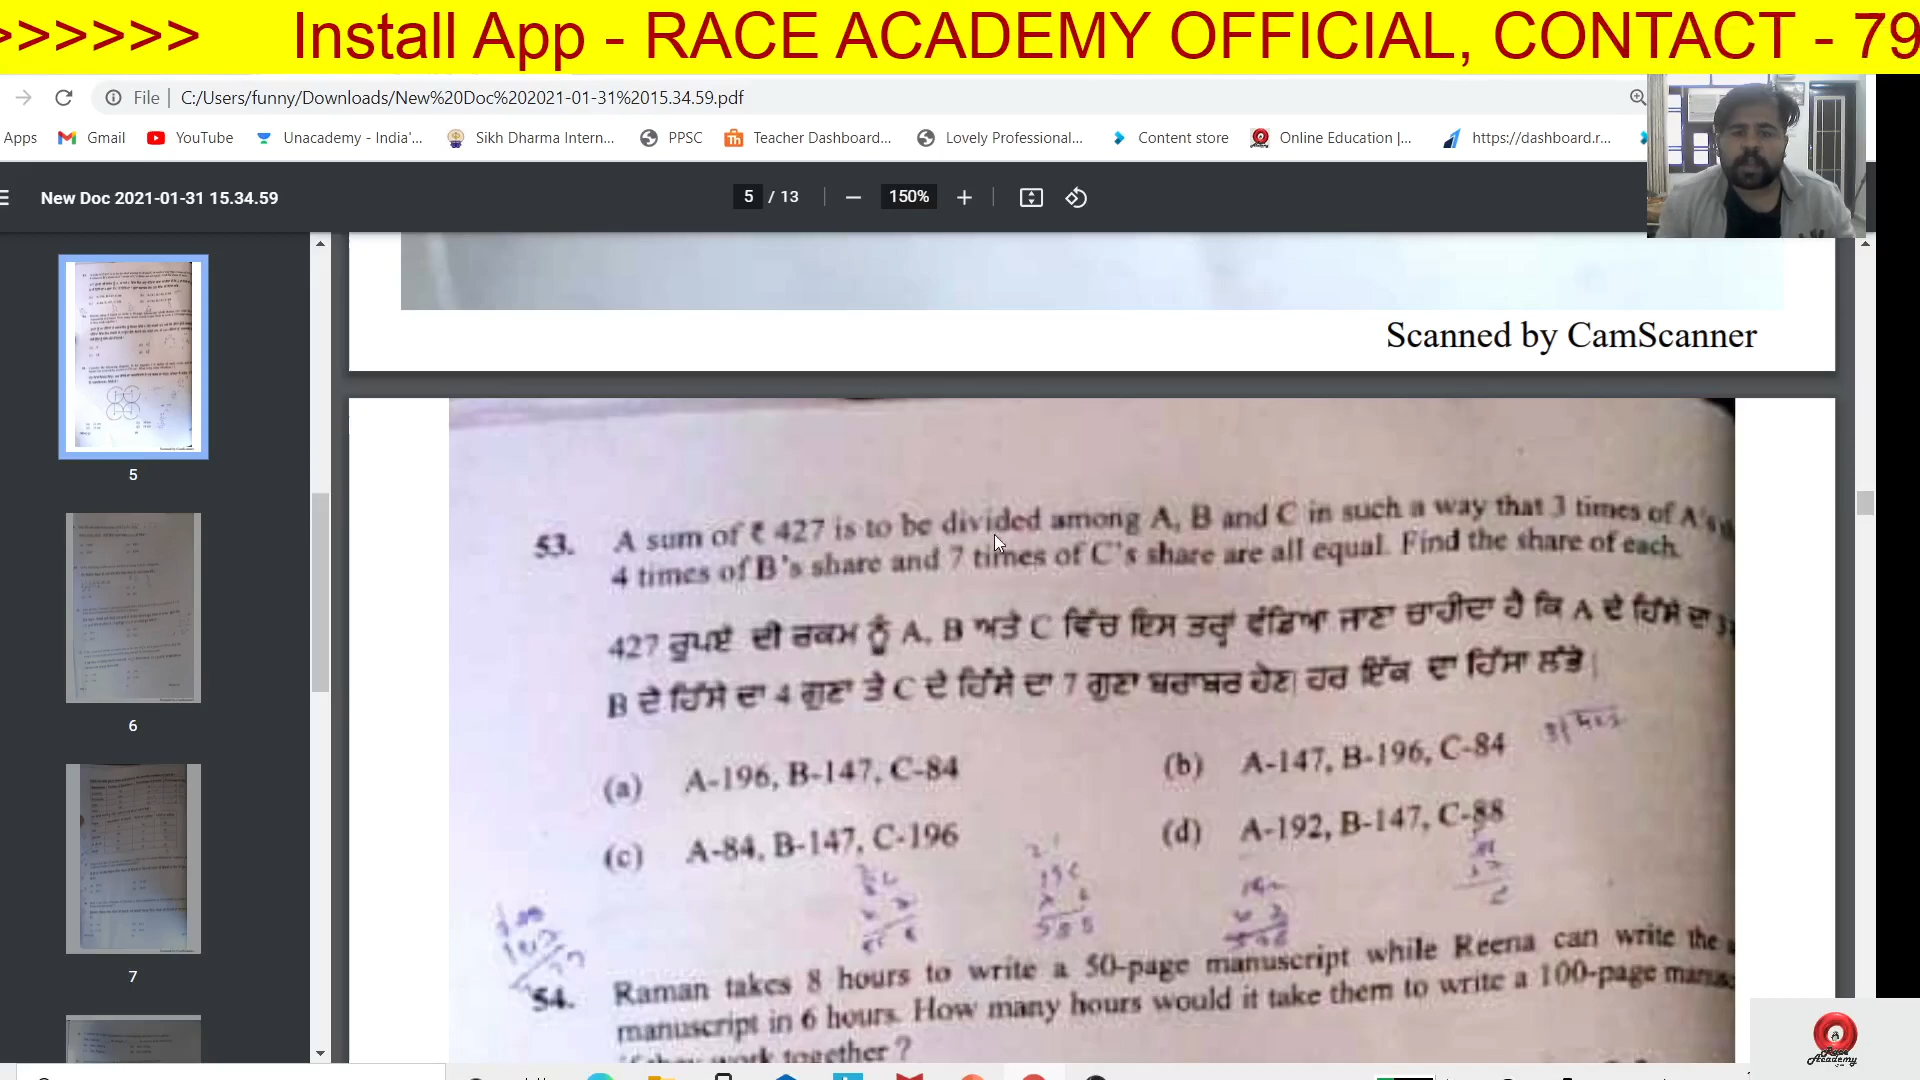 >>>>>> Install App - RACE ACADEMY OFFICIAL, CONTACT - 79
File C:/Users/funny/Downloads/New%20Doc%202021-01-31%2015.34.59.pdf
Apps Gmail YouTube Unacademy - India'... Sikh Dharma Intern... PPSC Teacher Dashboard... Lovely Professional... Content store Online Education |... https://dashboard.r...
New Doc 2021-01-31 15.34.59 5 / 13 150%
Scanned by CamScanner
5
6
7
53. A sum of ₹ 427 is to be divided among A, B and C in such a way that 3 times of A's
4 times of B's share and 7 times of C's share are all equal. Find the share of each.
427 ਰੁਪਏ ਦੀ ਰਕਮ ਨੂੰ A, B ਅਤੇ C ਵਿੱਚ ਇਸ ਤਰ੍ਹਾਂ ਵੰਡਿਆ ਜਾਣਾ ਚਾਹੀਦਾ ਹੈ ਕਿ A ਦੇ ਹਿੱਸੇ ਦਾ 3
B ਦੇ ਹਿੱਸੇ ਦਾ 4 ਗੁਣਾ ਤੇ C ਦੇ ਹਿੱਸੇ ਦਾ 7 ਗੁਣਾ ਬਰਾਬਰ ਹੋਣ। ਹਰ ਇੱਕ ਦਾ ਹਿੱਸਾ ਲੱਭੋ।
(a) A-196, B-147, C-84 (b) A-147, B-196, C-84
(c) A-84, B-147, C-196 (d) A-192, B-147, C-88
54. Raman takes 8 hours to write a 50-page manuscript while Reena can write the
manuscript in 6 hours. How many hours would it take them to write a 100-page
work together ?
Race Academy